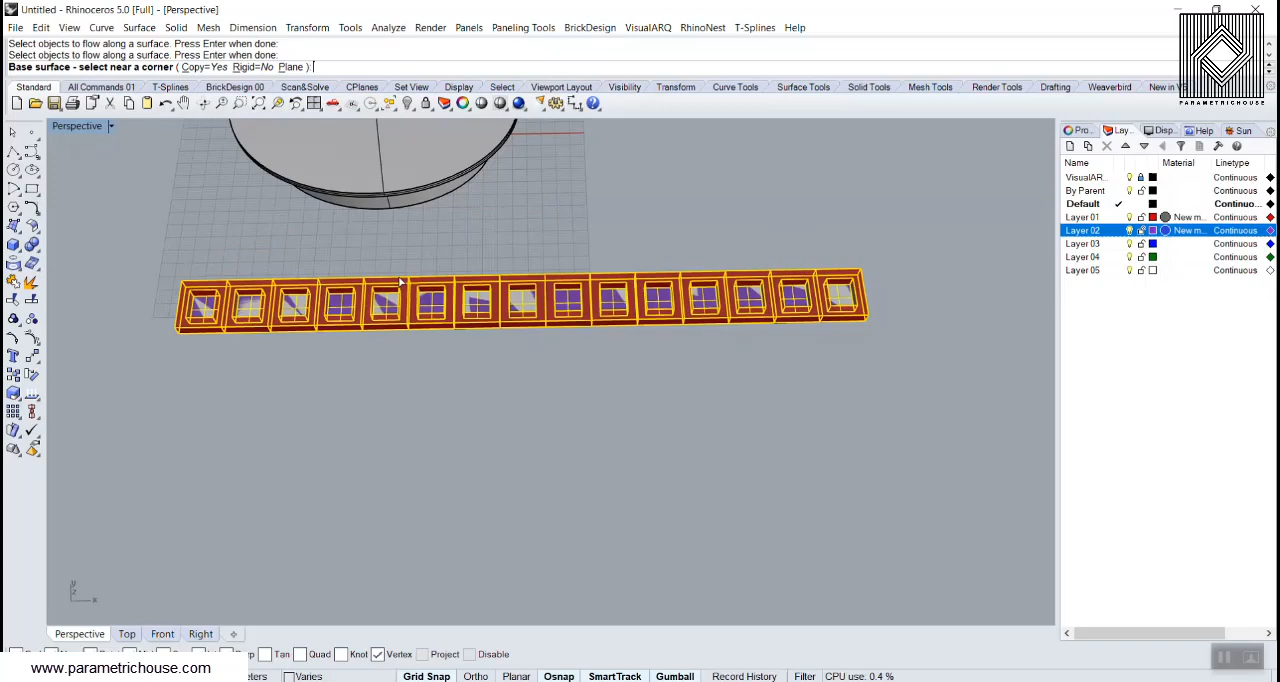 Untitled - Rhinoceros 5.0 [Full] - [Perspective]
File Edit View Curve Surface Solid Mesh Dimension Transform Tools Analyze Render Panels Paneling Tools BrickDesign VisualARQ RhinoNest T-Splines Help
Select objects to flow along a surface. Press Enter when done:
Select objects to flow along a surface. Press Enter when done:
Base surface - select near a corner ( Copy=Yes Rigid=No Plane ):
PARAMETRICHOUSE
Standard All Commands 01 T-Splines BrickDesign 00 Scan&Solve CPlanes Set View Display Select Viewport Layout Visibility Transform Curve Tools Surface Tools Solid Tools Mesh Tools Render Tools Drafting Weaverbird New in V
Perspective
Pro... Lay... Disp... Help Sun
Name Material Linetype
VisualAR... Continuous
By Parent Continuous
Default Continuo...
Layer 01 New m... Continuous
Layer 02 New m... Continuous
Layer 03 Continuous
Layer 04 Continuous
Layer 05 Continuous
y
z
x
Perspective Top Front Right
Tan Quad Knot Vertex Project Disable
www.parametrichouse.com
Varies Grid Snap Ortho Planar Osnap SmartTrack Gumball Record History Filter CPU use: 0.4 %